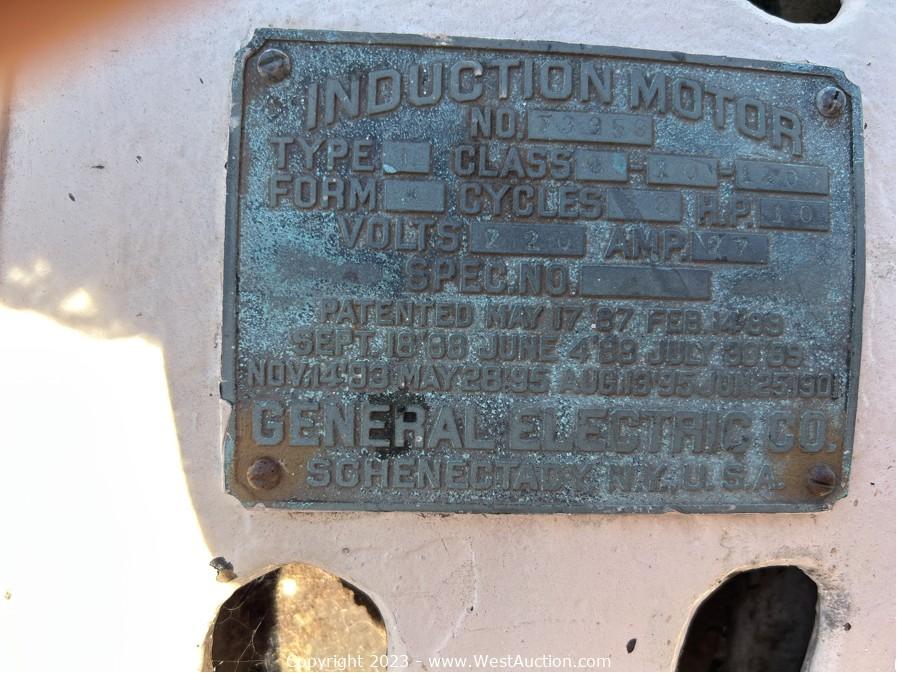 INDUCTION MOTOR
NO.
TYPE I CLASS
FORM CYCLES H.P. 10
VOLTS 220 AMP. 27
SPEC. NO.
PATENTED MAY 17 '87 FEB. 14 '88
SEPT. 18 '88 JUNE 4 '89 JULY 30 '89
NOV. 14 '93 MAY 28 '95 AUG. 13 '95 JUN. 25 1901
GENERAL ELECTRIC CO.
SCHENECTADY, N.Y., U.S.A.
Copyright 2023 - www.WestAuction.com